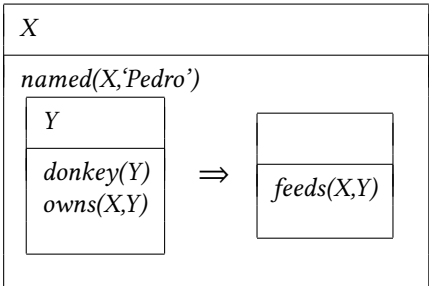 X
named(X,‘Pedro’)
Y
donkey(Y)
owns(X,Y)
⇒
feeds(X,Y)